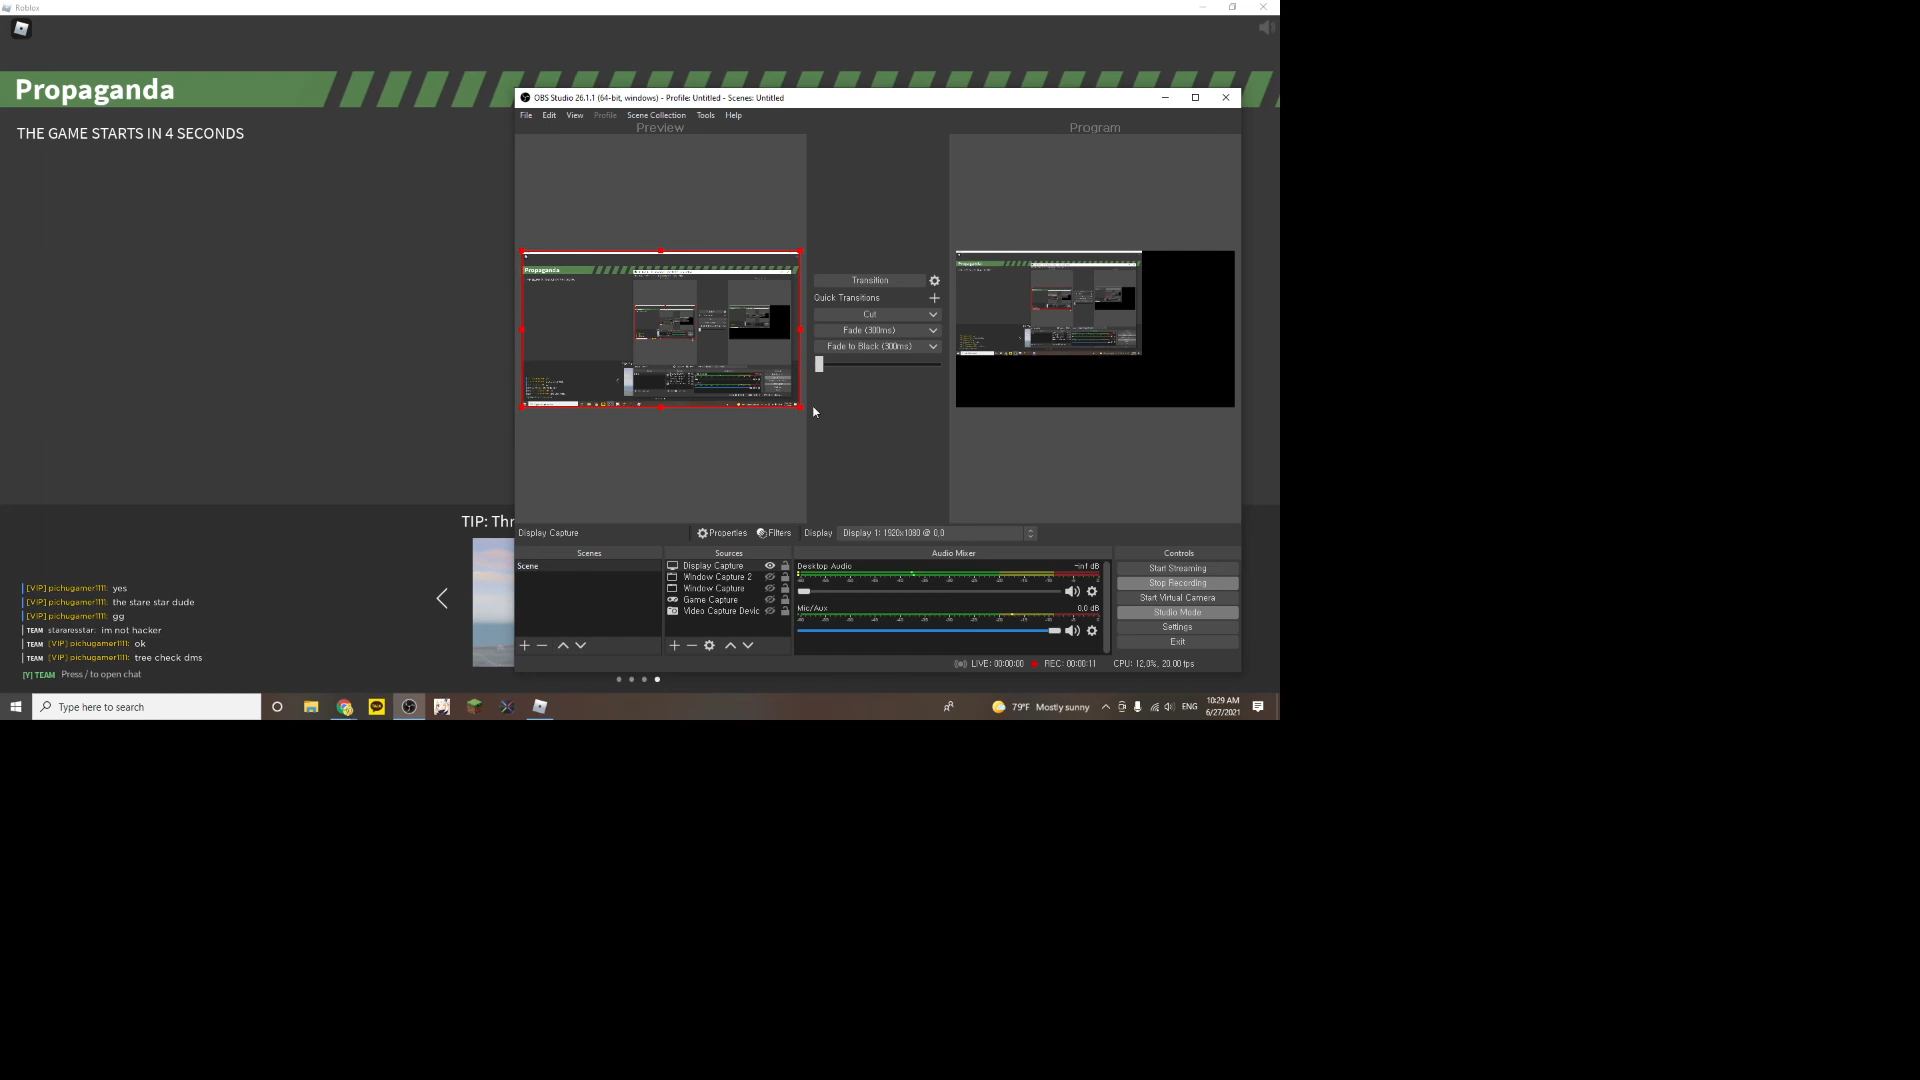 Roblox
Propaganda
THE GAME STARTS IN 4 SECONDS
OBS Studio 26.1.1 (64-bit, windows) - Profile: Untitled - Scenes: Untitled
File Edit View Profile Scene Collection Tools Help
Preview
Program
Propaganda
Transition
Quick Transitions
Cut
Fade (300ms)
Fade to Black (300ms)
TIP: Thr
Display Capture
Properties
Filters
Display
Display 1: 1920x1080 @ 0,0
Scenes
Scene
Sources
Display Capture
Window Capture 2
Window Capture
Game Capture
Video Capture Devic
Audio Mixer
Desktop Audio
-inf dB
Mic/Aux
0.0 dB
Controls
Start Streaming
Stop Recording
Start Virtual Camera
Studio Mode
Settings
Exit
LIVE: 00:00:00
REC: 00:00:11
CPU: 12.0%, 20.00 fps
[VIP] pichugamer1111: yes
[VIP] pichugamer1111: the stare star dude
[VIP] pichugamer1111: gg
TEAM stararosstar: im not hacker
TEAM [VIP] pichugamer1111: ok
TEAM [VIP] pichugamer1111: tree check dms
[Y] TEAM Press / to open chat
Type here to search
79°F Mostly sunny
ENG
10:29 AM
6/27/2021